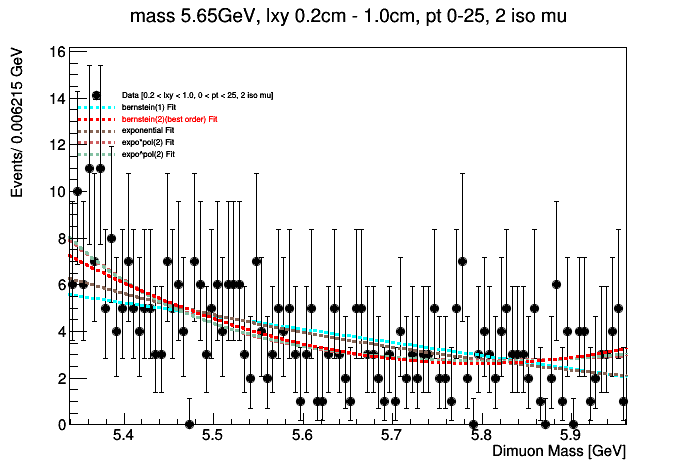 mass 5.65GeV, lxy 0.2cm - 1.0cm, pt 0-25, 2 iso mu
Events/ 0.006215 GeV
16
14
12
10
8
6
4
2
0
Data [0.2 < lxy < 1.0, 0 < pt < 25, 2 iso mu]
bernstein(1) Fit
bernstein(2)(best order) Fit
exponential Fit
expo*pol(2) Fit
expo^pol(2) Fit
5.4 5.5 5.6 5.7 5.8 5.9
Dimuon Mass [GeV]